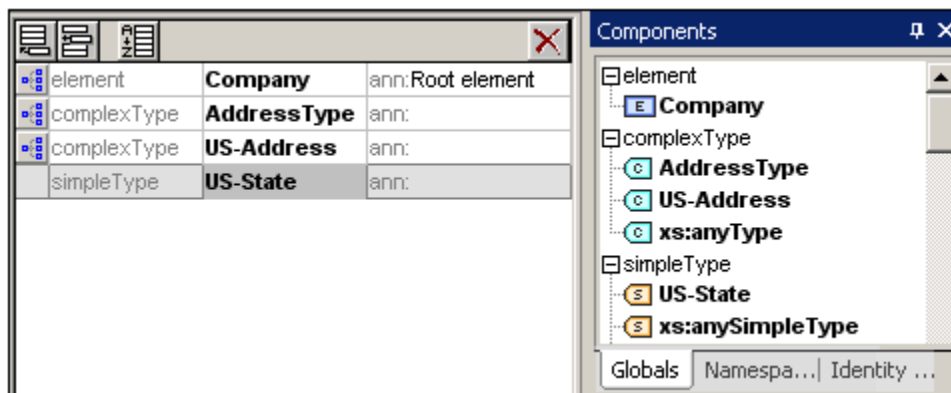 element Company ann:Root element
complexType AddressType ann:
complexType US-Address ann:
simpleType US-State ann:
Components
element
E Company
complexType
C AddressType
C US-Address
C xs:anyType
simpleType
S US-State
S xs:anySimpleType
Globals Namespa... Identity ...